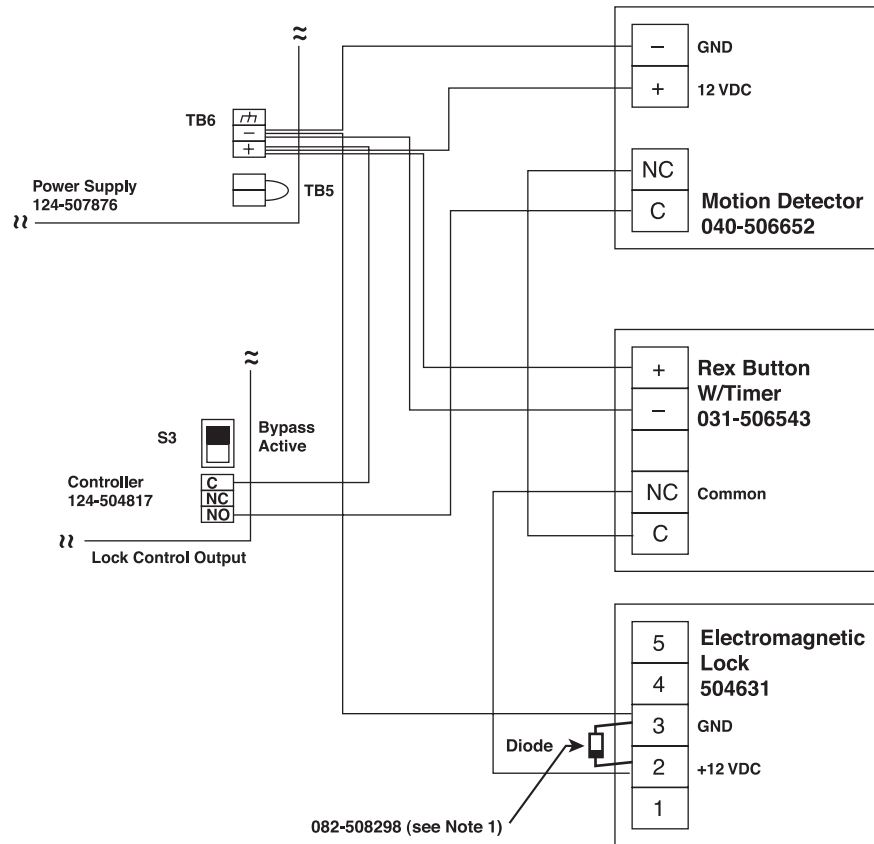 TB6
−
+
TB5
Power Supply
124-507876
−
GND
+
12 VDC
NC
C
Motion Detector
040-506652
S3
Bypass
Active
Controller
124-504817
C
NC
NO
Lock Control Output
+
−
Rex Button
W/Timer
031-506543
NC
Common
C
5
4
3
2
1
Electromagnetic
Lock
504631
GND
+12 VDC
Diode
082-508298 (see Note 1)